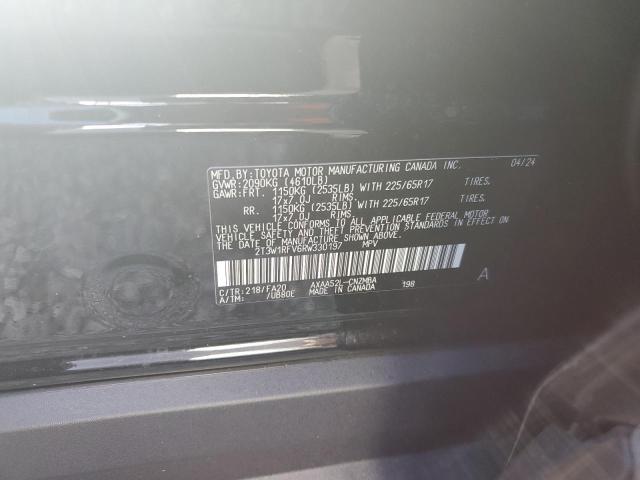 MFD.BY:TOYOTA MOTOR MANUFACTURING CANADA INC. 04/24
GVWR:2090KG (4610LB)
GAWR:FRT. 1150KG (2535LB) WITH 225/65R17 TIRES.
17x7.0J RIMS
RR. 1150KG (2535LB) WITH 225/65R17 TIRES.
17x7.0J RIMS
THIS VEHICLE CONFORMS TO ALL APPLICABLE FEDERAL MOTOR
VEHICLE SAFETY AND THEFT PREVENTION STANDARDS IN EFFECT
ON THE DATE OF MANUFACTURE SHOWN ABOVE.
2T3W1RFV6RW330197 MPV
C/TR:218/FA20 AXAA52L-CNZMBA 198 A
A/TM: /UB80E MADE IN CANADA